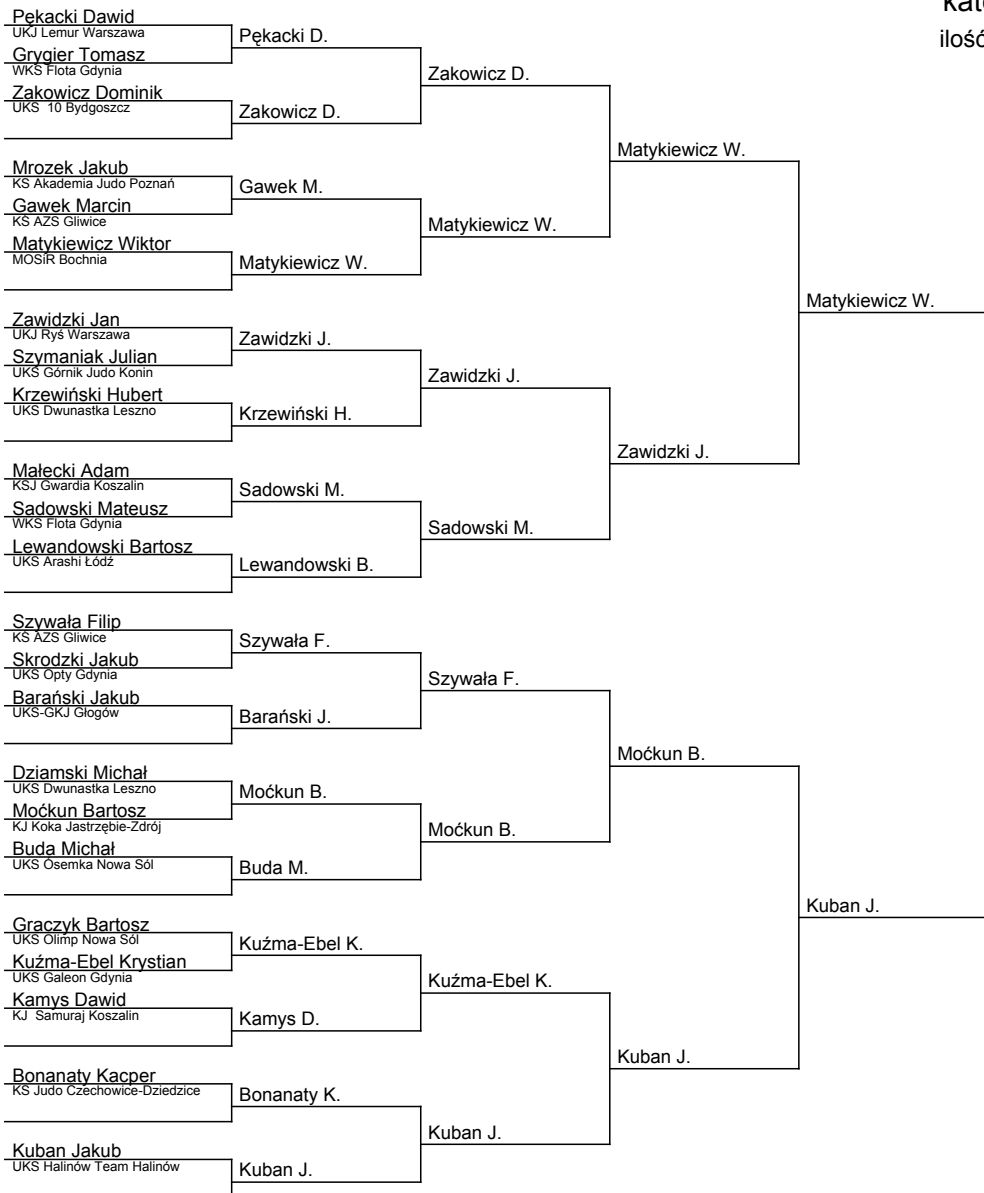 kat
ilość
Pękacki Dawid
UKJ Lemur Warszawa
Grygier Tomasz
WKS Flota Gdynia
Zakowicz Dominik
UKS 10 Bydgoszcz
Mrozek Jakub
KS Akademia Judo Poznań
Gawek Marcin
KS AZS Gliwice
Matykiewicz Wiktor
MOSiR Bochnia
Zawidzki Jan
UKJ Ryś Warszawa
Szymaniak Julian
UKS Górnik Judo Konin
Krzewiński Hubert
UKS Dwunastka Leszno
Małecki Adam
KSJ Gwardia Koszalin
Sadowski Mateusz
WKS Flota Gdynia
Lewandowski Bartosz
UKS Arashi Łódź
Szywała Filip
KS AZS Gliwice
Skrodzki Jakub
UKS Opty Gdynia
Barański Jakub
UKS-GKJ Głogów
Dziamski Michał
UKS Dwunastka Leszno
Moćkun Bartosz
KJ Koka Jastrzębie-Zdrój
Buda Michał
UKS Ósemka Nowa Sól
Graczyk Bartosz
UKS Olimp Nowa Sól
Kuźma-Ebel Krystian
UKS Galeon Gdynia
Kamys Dawid
KJ Samuraj Koszalin
Bonanaty Kacper
KS Judo Czechowice-Dziedzice
Kuban Jakub
UKS Halinów Team Halinów
Pękacki D.
Zakowicz D.
Gawek M.
Matykiewicz W.
Zawidzki J.
Krzewiński H.
Sadowski M.
Lewandowski B.
Szywała F.
Barański J.
Moćkun B.
Buda M.
Kuźma-Ebel K.
Kamys D.
Bonanaty K.
Kuban J.
Zakowicz D.
Matykiewicz W.
Zawidzki J.
Sadowski M.
Szywała F.
Moćkun B.
Kuźma-Ebel K.
Kuban J.
Matykiewicz W.
Zawidzki J.
Moćkun B.
Kuban J.
Matykiewicz W.
Kuban J.